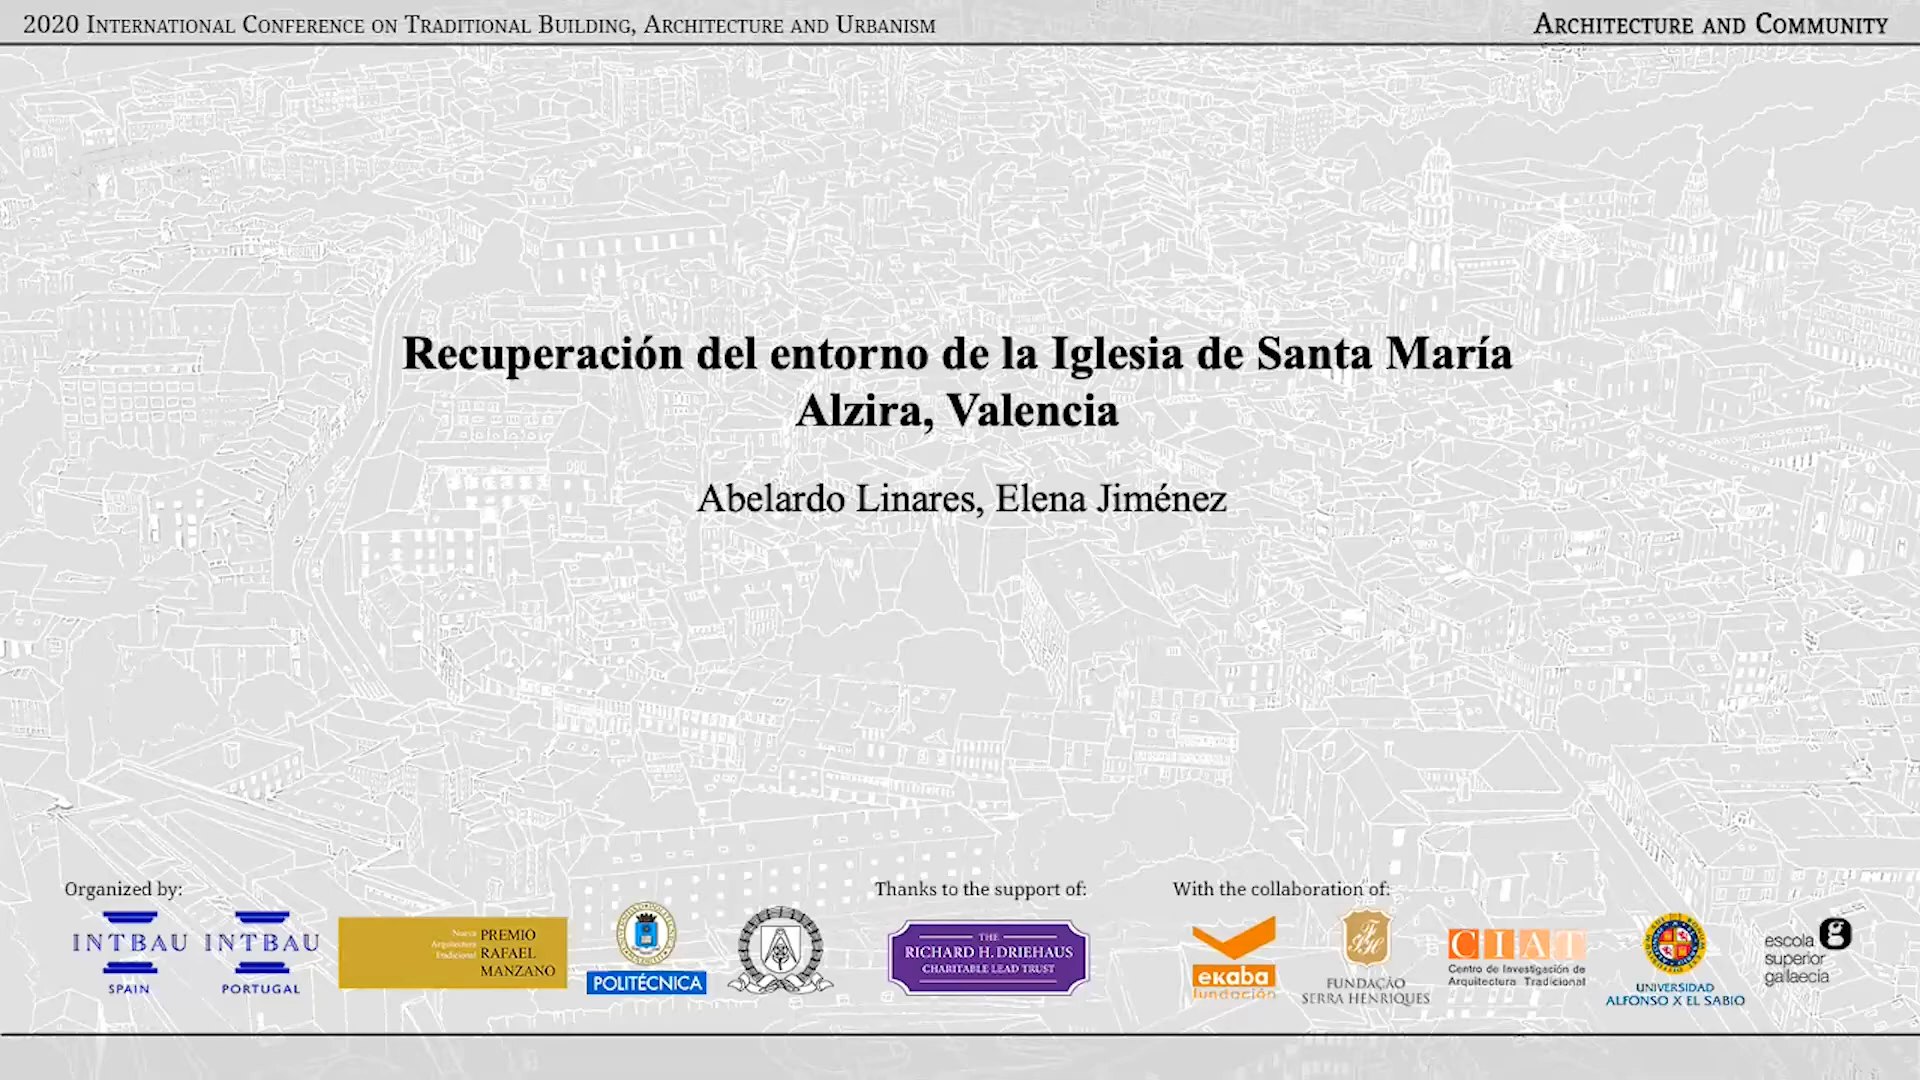 2020 International Conference on Traditional Building, Architecture and Urbanism
Architecture and Community
Recuperación del entorno de la Iglesia de Santa María
Alzira, Valencia
Abelardo Linares, Elena Jiménez
Organized by:
Thanks to the support of:
With the collaboration of:
INTBAU
SPAIN
INTBAU
PORTUGAL
Nueva
Arquitectura
Tradicional
PREMIO
RAFAEL
MANZANO
POLITÉCNICA
THE
RICHARD H. DRIEHAUS
CHARITABLE LEAD TRUST
ekaba
fundación
FUNDAÇÃO
SERRA HENRIQUES
CIAT
Centro de Investigación de
Arquitectura Tradicional
UNIVERSIDAD
ALFONSO X EL SABIO
escola
superior
gallaecia